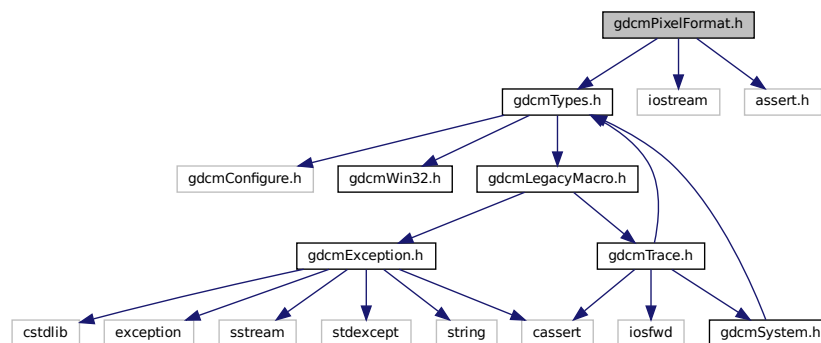 gdcmPixelFormat.h
gdcmTypes.h
iostream
assert.h
gdcmConfigure.h
gdcmWin32.h
gdcmLegacyMacro.h
gdcmException.h
gdcmTrace.h
cstdlib
exception
sstream
stdexcept
string
cassert
iosfwd
gdcmSystem.h